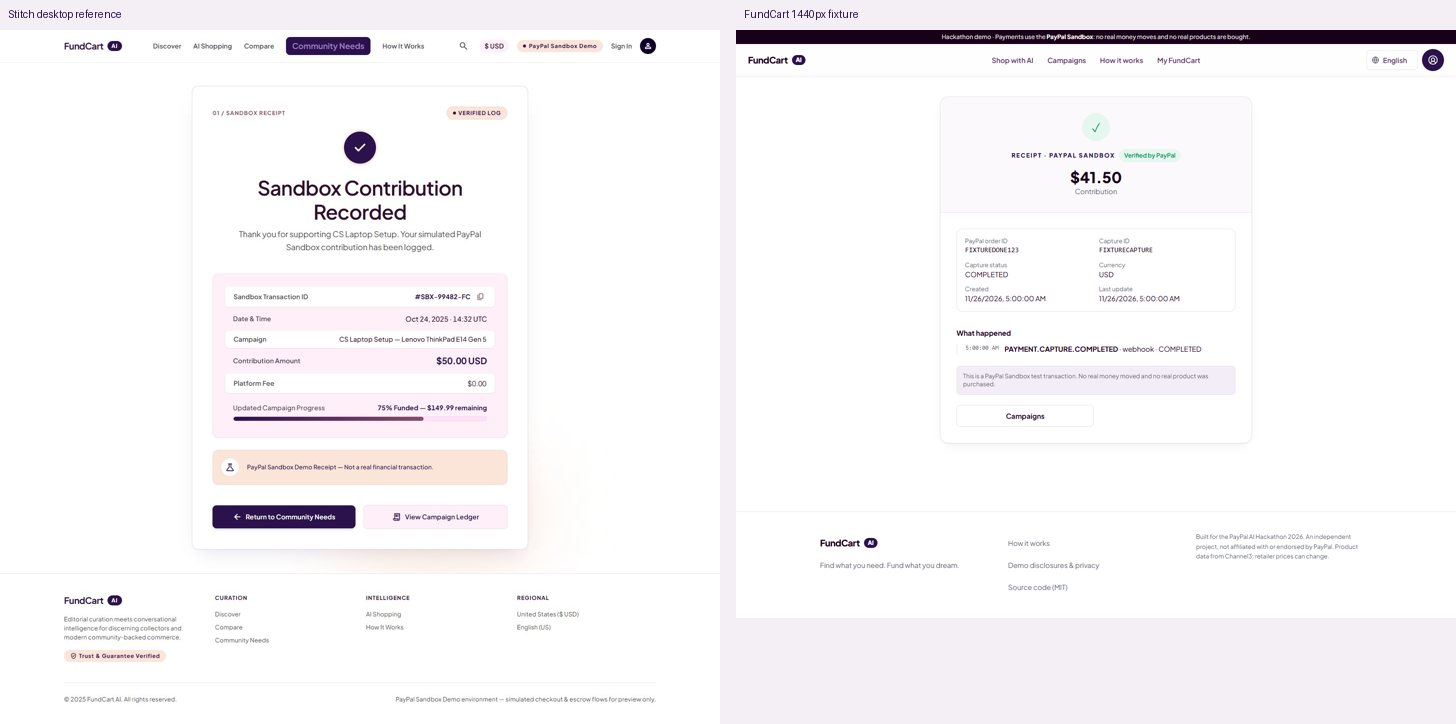 Stitch desktop reference
FundCart AI
Discover
AI Shopping
Compare
Community Needs
How It Works
$ USD
PayPal Sandbox Demo
Sign In
01 / SANDBOX RECEIPT
VERIFIED LOG
Sandbox Contribution
Recorded
Thank you for supporting CS Laptop Setup. Your simulated PayPal
Sandbox contribution has been logged.
Sandbox Transaction ID
#SBX-99482-FC
Date & Time
Oct 24, 2025 · 14:32 UTC
Campaign
CS Laptop Setup — Lenovo ThinkPad E14 Gen 5
Contribution Amount
$50.00 USD
Platform Fee
$0.00
Updated Campaign Progress
75% Funded — $149.99 remaining
PayPal Sandbox Demo Receipt — Not a real financial transaction.
Return to Community Needs
View Campaign Ledger
FundCart AI
Editorial curation meets conversational
intelligence for discerning collectors and
modern community-backed commerce.
Trust & Guarantee Verified
CURATION
Discover
Compare
Community Needs
INTELLIGENCE
AI Shopping
How It Works
REGIONAL
United States ($ USD)
English (US)
© 2025 FundCart AI. All rights reserved.
PayPal Sandbox Demo environment — simulated checkout & escrow flows for preview only.
FundCart 1440px fixture
Hackathon demo · Payments use the PayPal Sandbox: no real money moves and no real products are bought.
FundCart AI
Shop with AI
Campaigns
How it works
My FundCart
English
RECEIPT · PAYPAL SANDBOX
Verified by PayPal
$41.50
Contribution
PayPal order ID
FIXTUREDONE123
Capture ID
FIXTURECAPTURE
Capture status
COMPLETED
Currency
USD
Created
11/26/2026, 5:00:00 AM
Last update
11/26/2026, 5:00:00 AM
What happened
5:00:00 AM PAYMENT.CAPTURE.COMPLETED · webhook · COMPLETED
This is a PayPal Sandbox test transaction. No real money moved and no real product was
purchased.
Campaigns
FundCart AI
Find what you need. Fund what you dream.
How it works
Demo disclosures & privacy
Source code (MIT)
Built for the PayPal AI Hackathon 2026. An independent
project, not affiliated with or endorsed by PayPal. Product
data from Channel3; retailer prices can change.